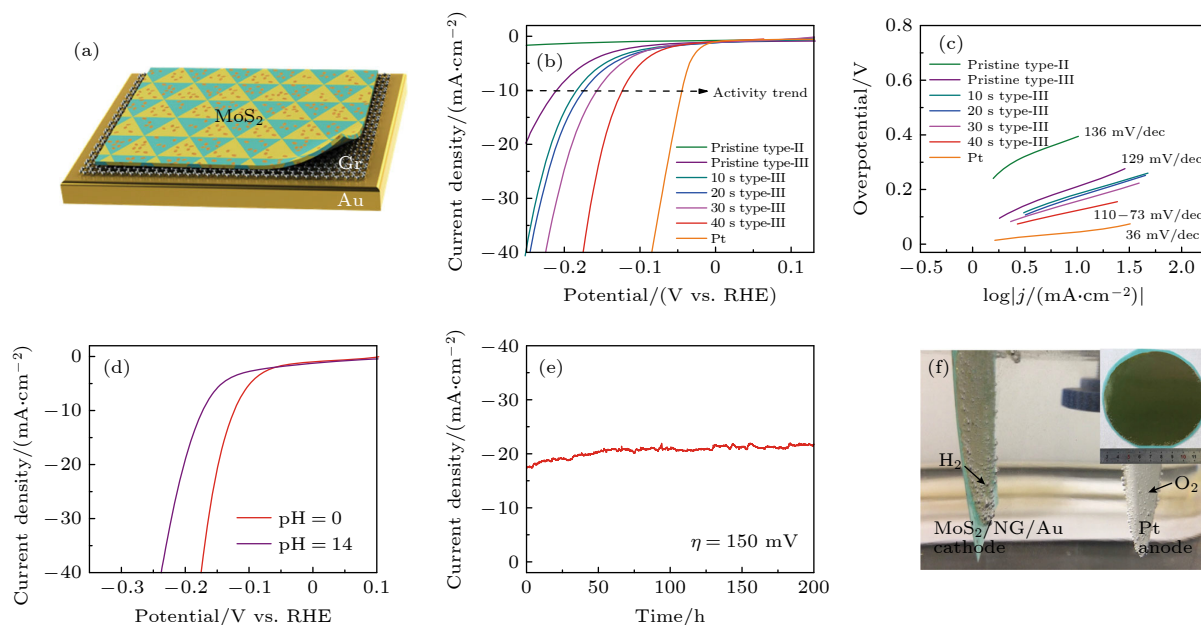 (a)
MoS₂
Gr
Au
(b)
Current density/(mA·cm⁻²)
0
−10
−20
−30
−40
Activity trend
Pristine type-II
Pristine type-III
10 s type-III
20 s type-III
30 s type-III
40 s type-III
Pt
−0.2
−0.1
0
0.1
Potential/(V vs. RHE)
(c)
Overpotential/V
0.8
0.6
0.4
0.2
0
Pristine type-II
Pristine type-III
10 s type-III
20 s type-III
30 s type-III
40 s type-III
Pt
136 mV/dec
129 mV/dec
110−73 mV/dec
36 mV/dec
−0.5
0
0.5
1.0
1.5
2.0
log|j/(mA·cm⁻²)|
(d)
Current density/(mA·cm⁻²)
0
−10
−20
−30
−40
pH = 0
pH = 14
−0.3
−0.2
−0.1
0
0.1
Potential/V vs. RHE
(e)
Current density/(mA·cm⁻²)
−40
−30
−20
−10
−0
η = 150 mV
0
50
100
150
200
Time/h
(f)
H₂
O₂
MoS₂/NG/Au
cathode
Pt
anode